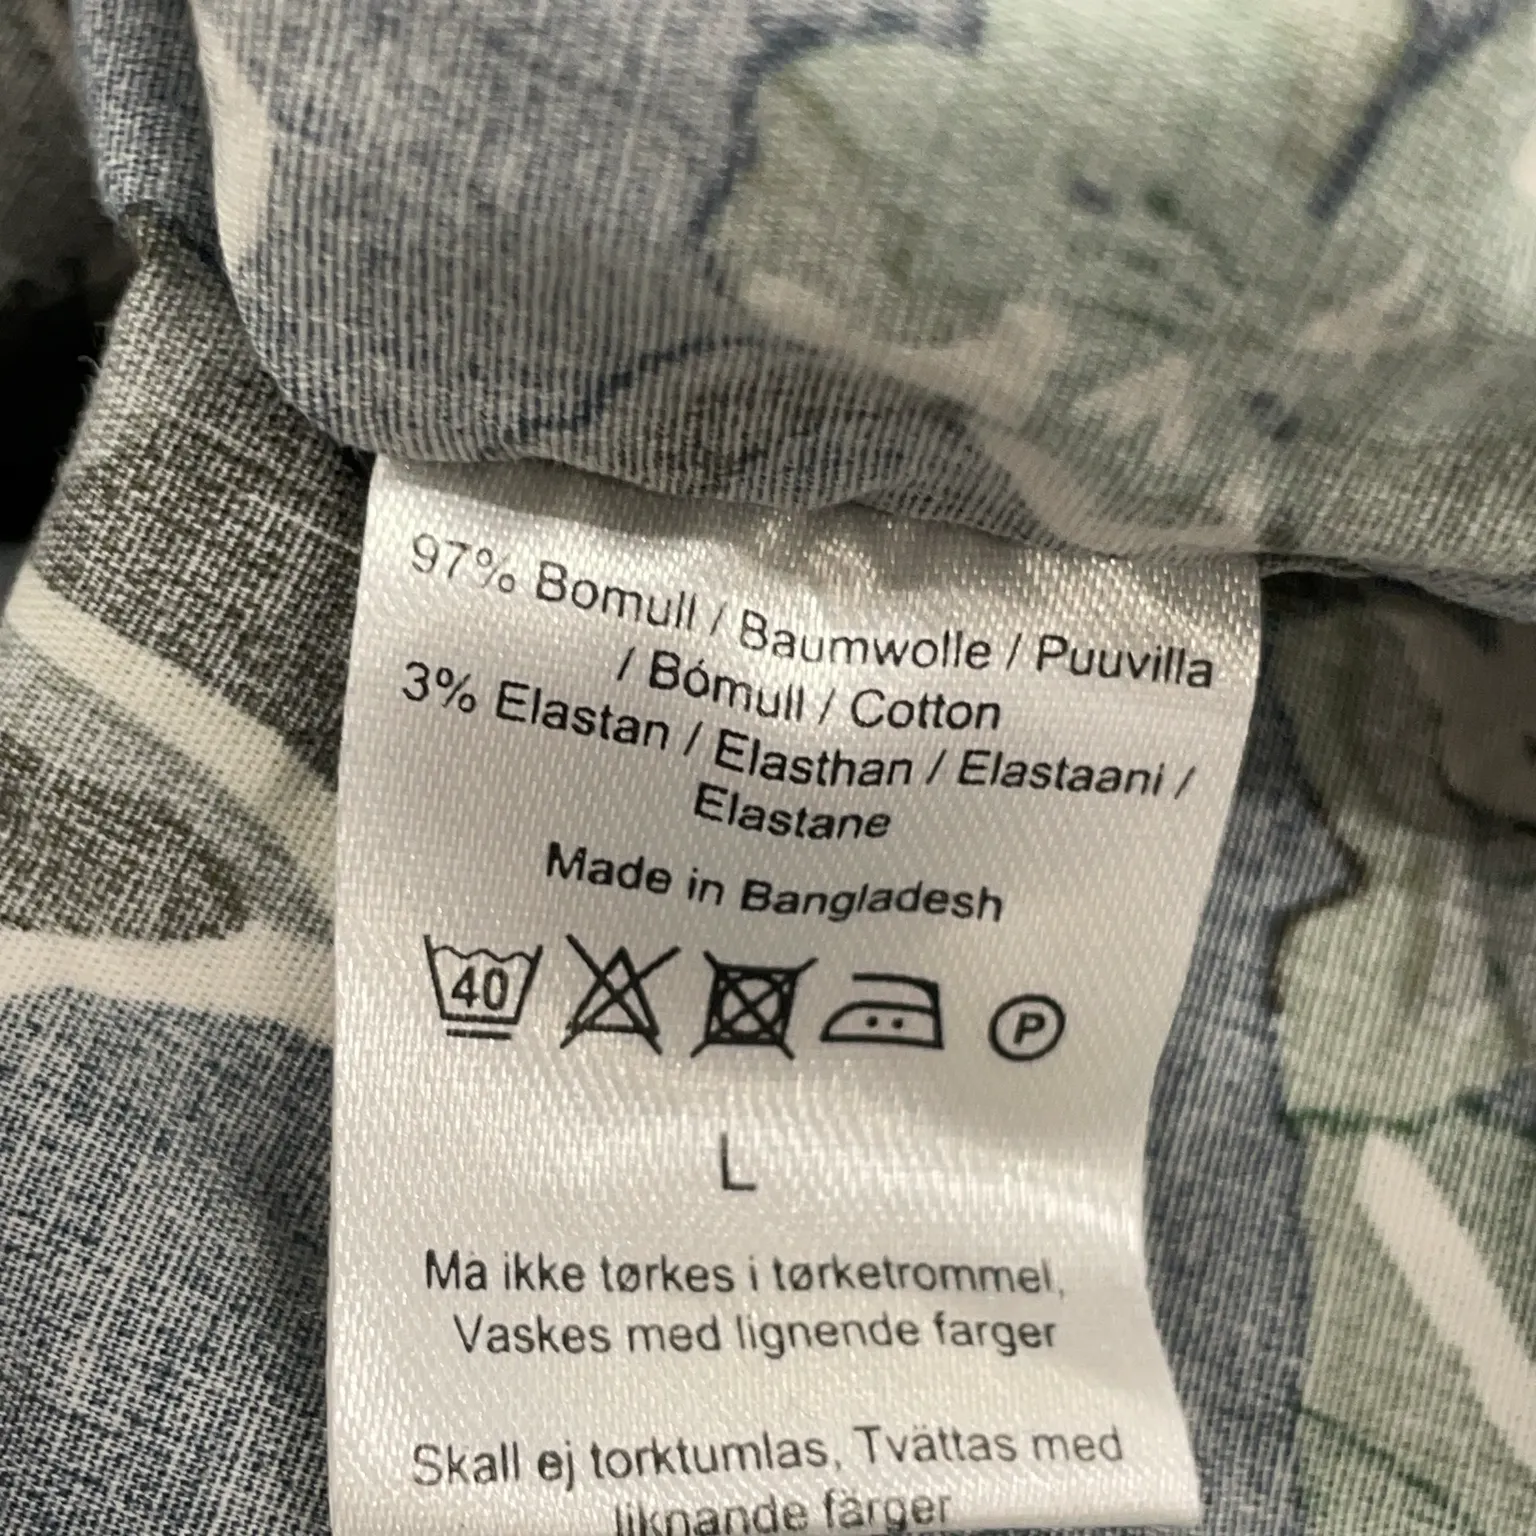 97% Bomull / Baumwolle / Puuvilla
/ Bómull / Cotton
3% Elastan / Elasthan / Elastaani /
Elastane
Made in Bangladesh
40 P
L
Ma ikke tørkes i tørketrommel,
Vaskes med lignende farger
Skall ej torktumlas, Tvättas med
liknande färger